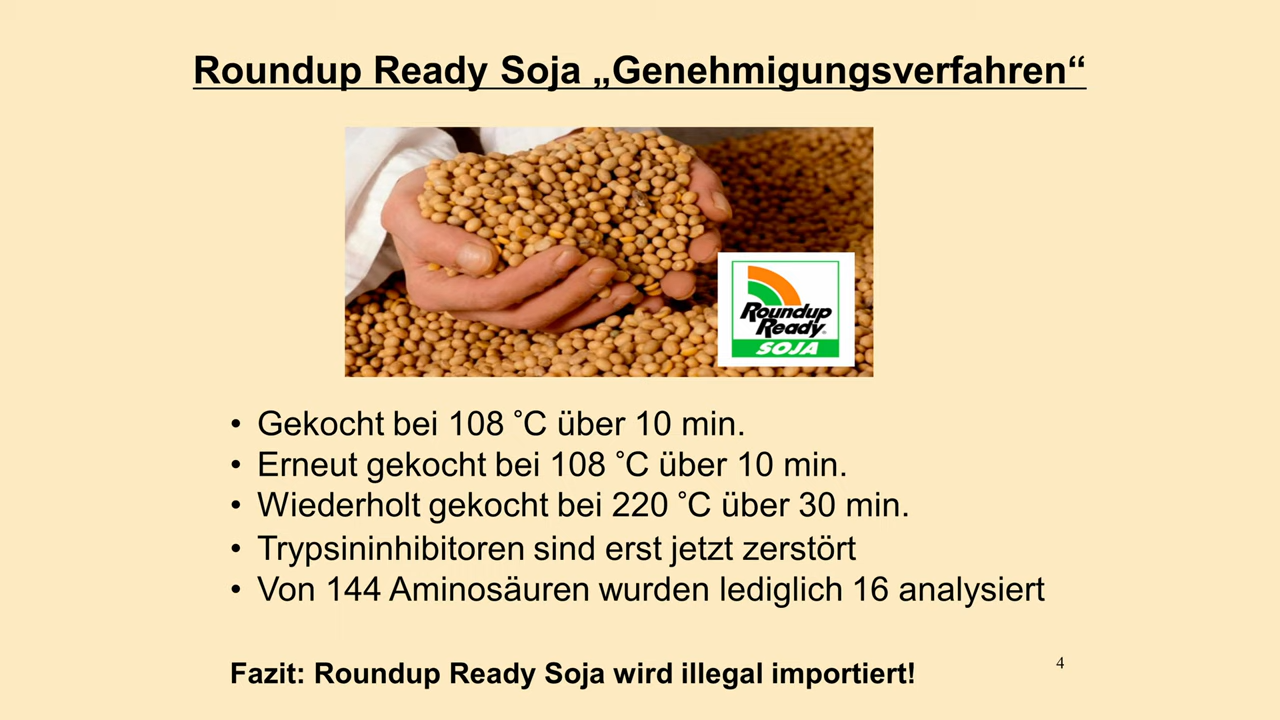 Roundup Ready Soja „Genehmigungsverfahren“
Roundup
Ready
SOJA
• Gekocht bei 108 ˚C über 10 min.
• Erneut gekocht bei 108 ˚C über 10 min.
• Wiederholt gekocht bei 220 ˚C über 30 min.
• Trypsininhibitoren sind erst jetzt zerstört
• Von 144 Aminosäuren wurden lediglich 16 analysiert
Fazit: Roundup Ready Soja wird illegal importiert!
4